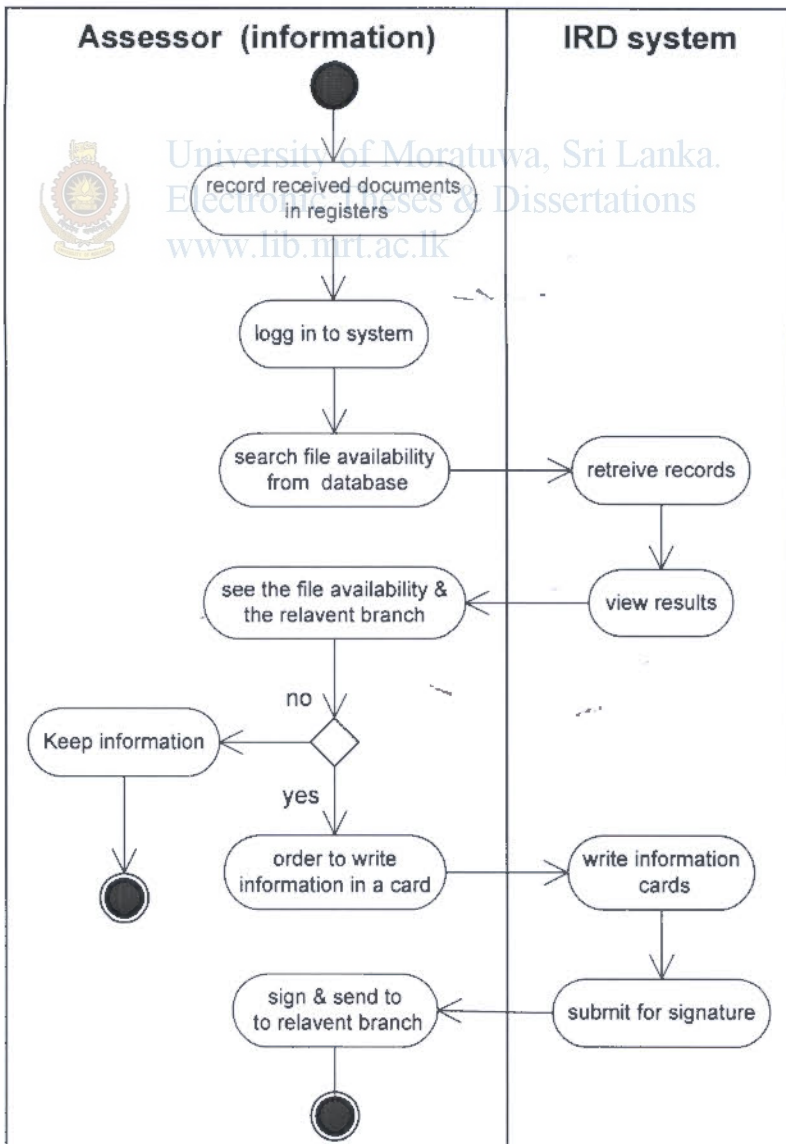 Assessor (information)
IRD system
University of Moratuwa, Sri Lanka.
Electronic Theses & Dissertations
www.lib.mrt.ac.lk
record received documents
in registers
logg in to system
search file availability
from database
retreive records
see the file availability &
the relavent branch
view results
no
Keep information
yes
order to write
information in a card
write information
cards
sign & send to
to relavent branch
submit for signature